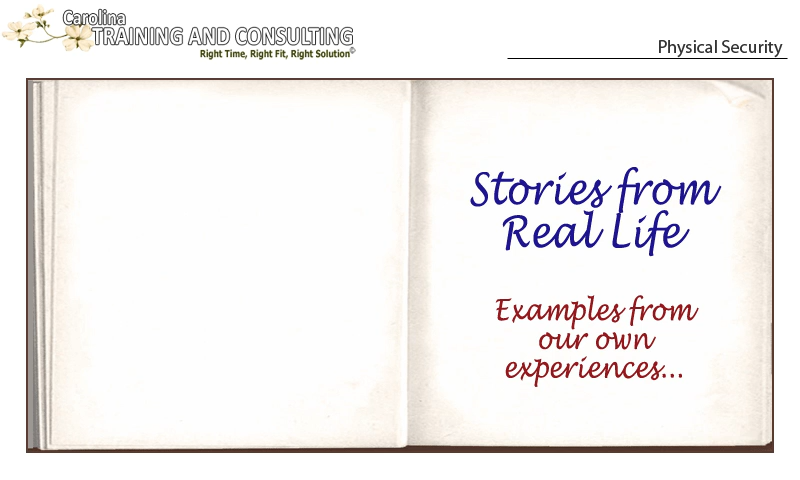 Carolina
TRAINING AND CONSULTING
Right Time, Right Fit, Right Solution©
Physical Security
Stories from
Real Life
Examples from
our own
experiences...